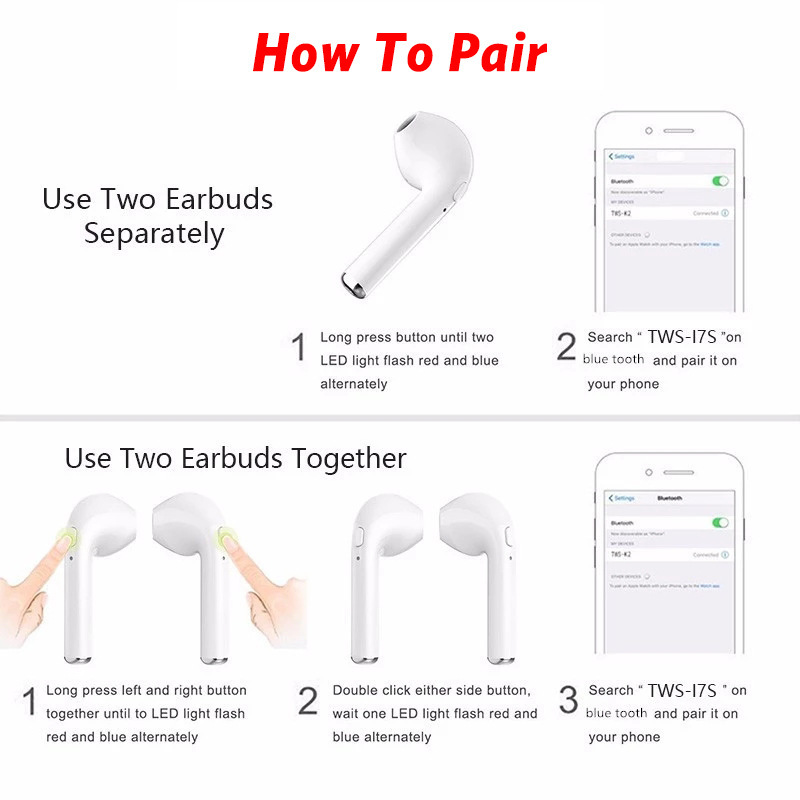 How To Pair
Use Two Earbuds
Separately
1 Long press button until two
LED light flash red and blue
alternately
Settings
Bluetooth
Now discoverable as "iPhone"
MY DEVICES
TWS-K2 Connected
OTHER DEVICES
To pair an Apple Watch with your iPhone, go to the Watch app.
2 Search “ TWS-I7S ”on
blue tooth and pair it on
your phone
Use Two Earbuds Together
1 Long press left and right button
together until to LED light flash
red and blue alternately
2 Double click either side button,
wait one LED light flash red and
blue alternately
Settings Bluetooth
Bluetooth
Now discoverable as "iPhone"
MY DEVICES
TWS-K2 Connected
OTHER DEVICES
To pair an Apple Watch with your iPhone, go to the Watch app.
3 Search “ TWS-I7S ” on
blue tooth and pair it on
your phone